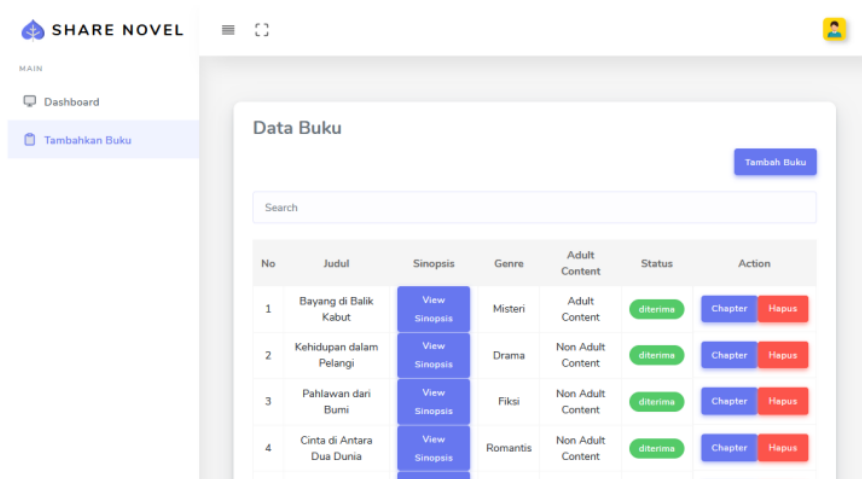 SHARE NOVEL
MAIN
Dashboard
Tambahkan Buku
Data Buku
Tambah Buku
Search
No Judul Sinopsis Genre Adult Content Status Action
1 Bayang di Balik Kabut View Sinopsis Misteri Adult Content diterima Chapter Hapus
2 Kehidupan dalam Pelangi View Sinopsis Drama Non Adult Content diterima Chapter Hapus
3 Pahlawan dari Bumi View Sinopsis Fiksi Non Adult Content diterima Chapter Hapus
4 Cinta di Antara Dua Dunia View Sinopsis Romantis Non Adult Content diterima Chapter Hapus